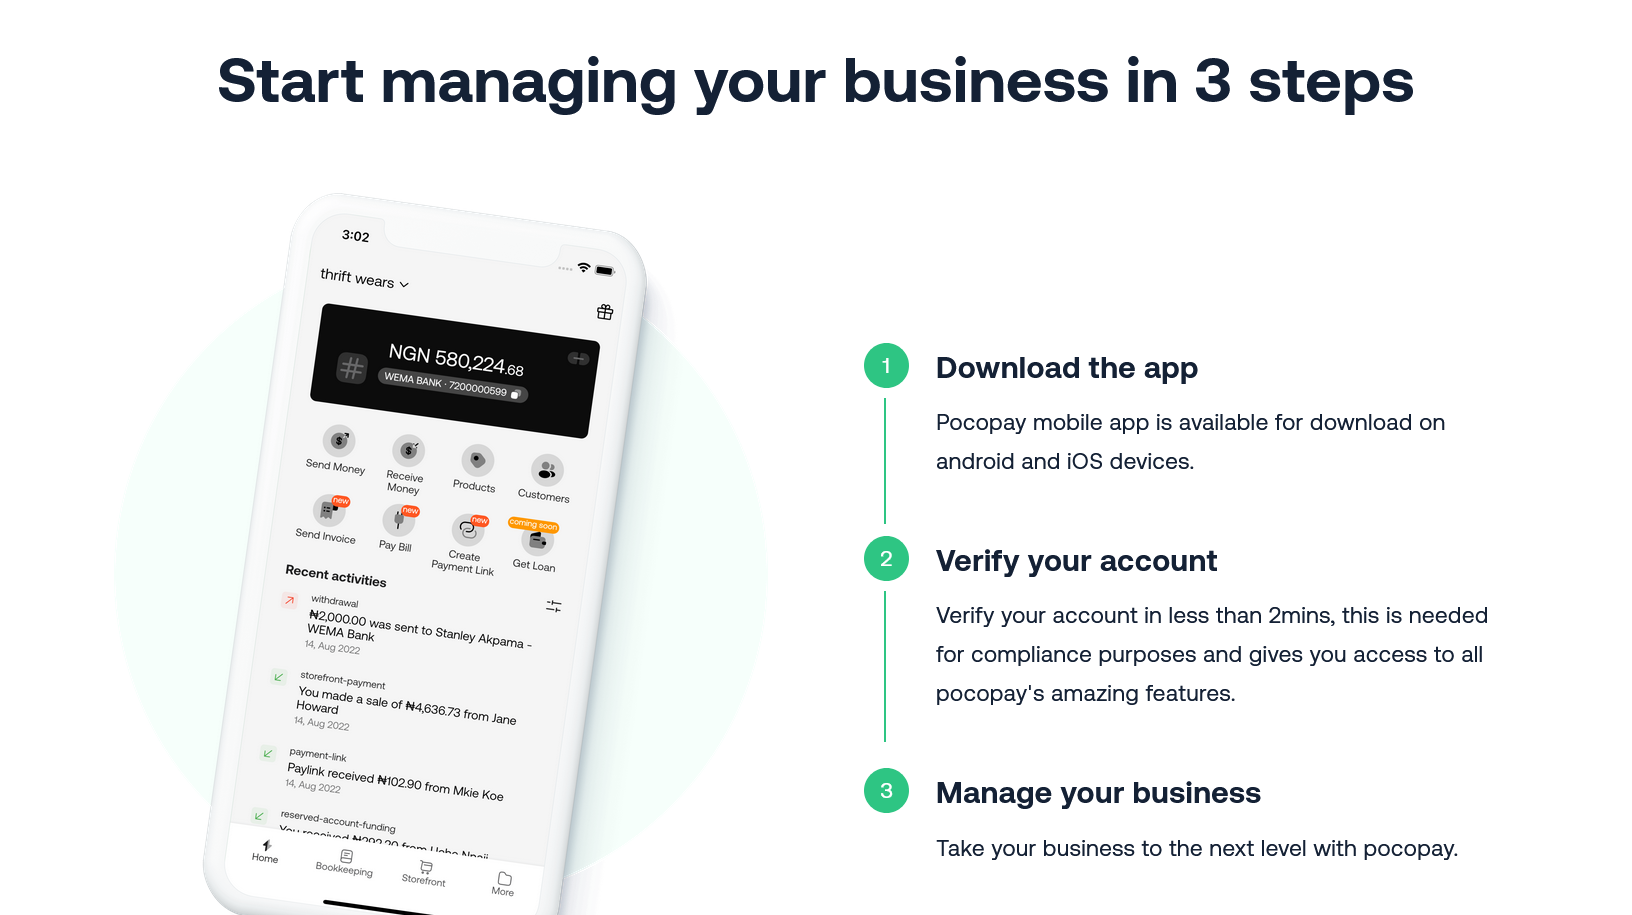 Start managing your business in 3 steps
3:02
thrift wears
NGN 580,224.68
WEMA BANK · 7200000599
Send Money
Receive
Money
Products
Customers
new
Send Invoice
new
Pay Bill
new
Create
Payment Link
coming soon
Get Loan
Recent activities
withdrawal
₦2,000.00 was sent to Stanley Akpama -
WEMA Bank
14, Aug 2022
storefront-payment
You made a sale of ₦4,636.73 from Jane
Howard
14, Aug 2022
payment-link
Paylink received ₦102.90 from Mkie Koe
14, Aug 2022
reserved-account-funding
You received ₦292.20 from
Home
Bookkeeping
Storefront
More
1
Download the app
Pocopay mobile app is available for download on
android and iOS devices.
2
Verify your account
Verify your account in less than 2mins, this is needed
for compliance purposes and gives you access to all
pocopay's amazing features.
3
Manage your business
Take your business to the next level with pocopay.